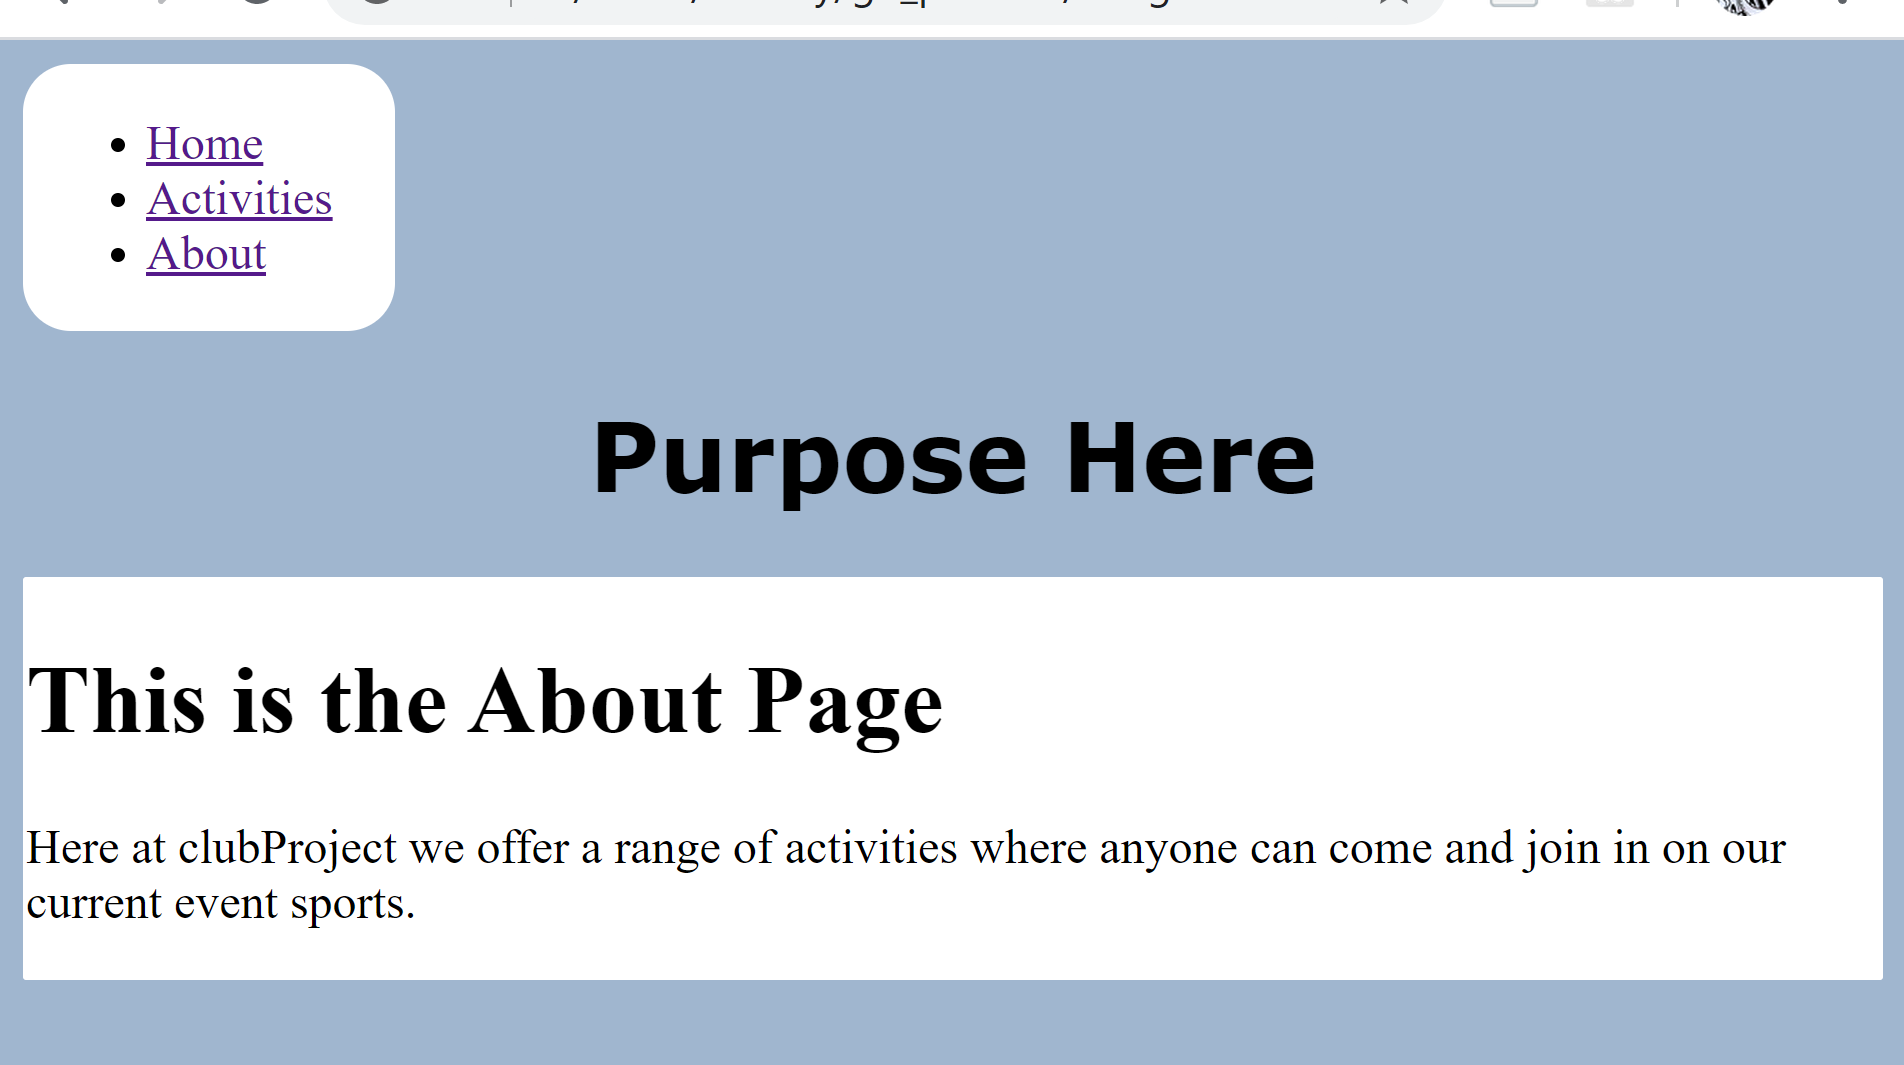 Home
Activities
About
Purpose Here
This is the About Page
Here at clubProject we offer a range of activities where anyone can come and join in on our
current event sports.